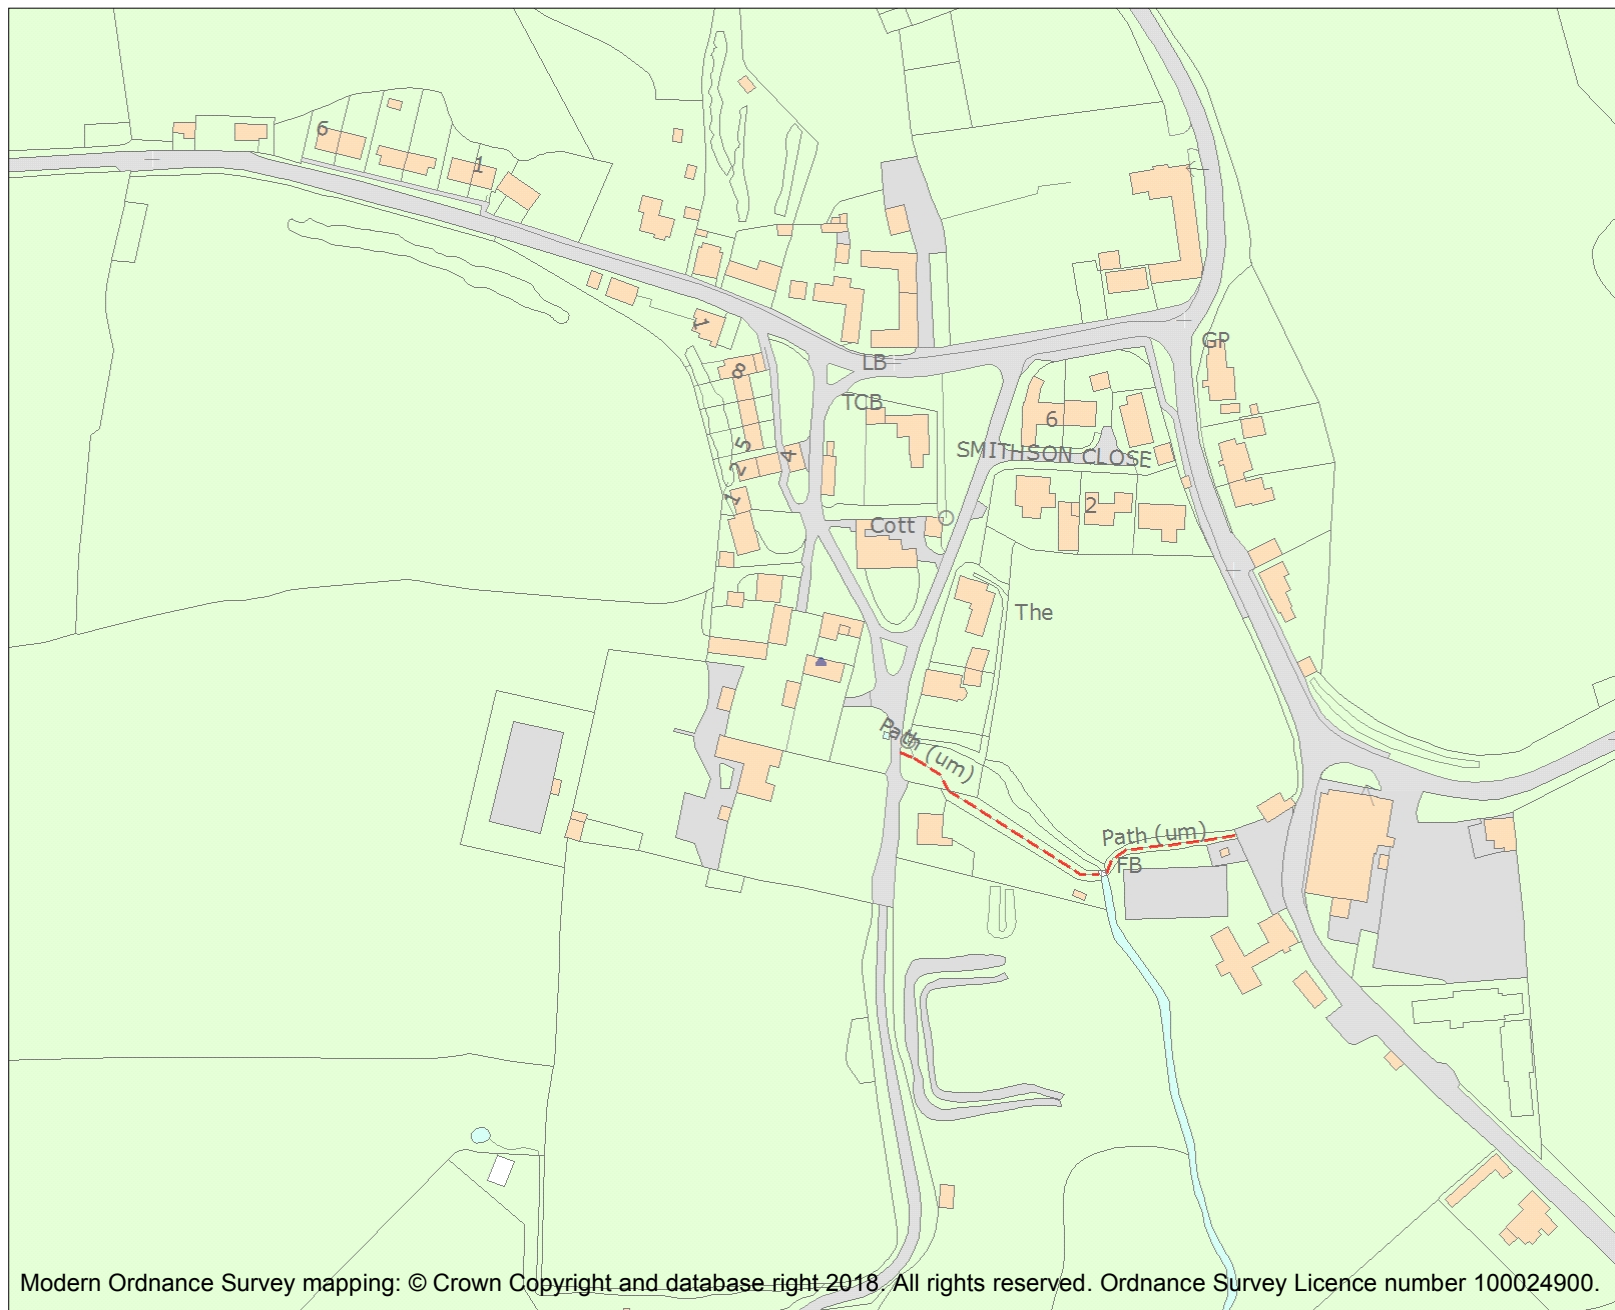 6
1
1
GP
LB
8
TCB
6
5
SMITHSON CLOSE
4
2
1
2
Cott
The
Path (um)
Path (um)
FB
Modern Ordnance Survey mapping: © Crown Copyright and database right 2018. All rights reserved. Ordnance Survey Licence number 100024900.